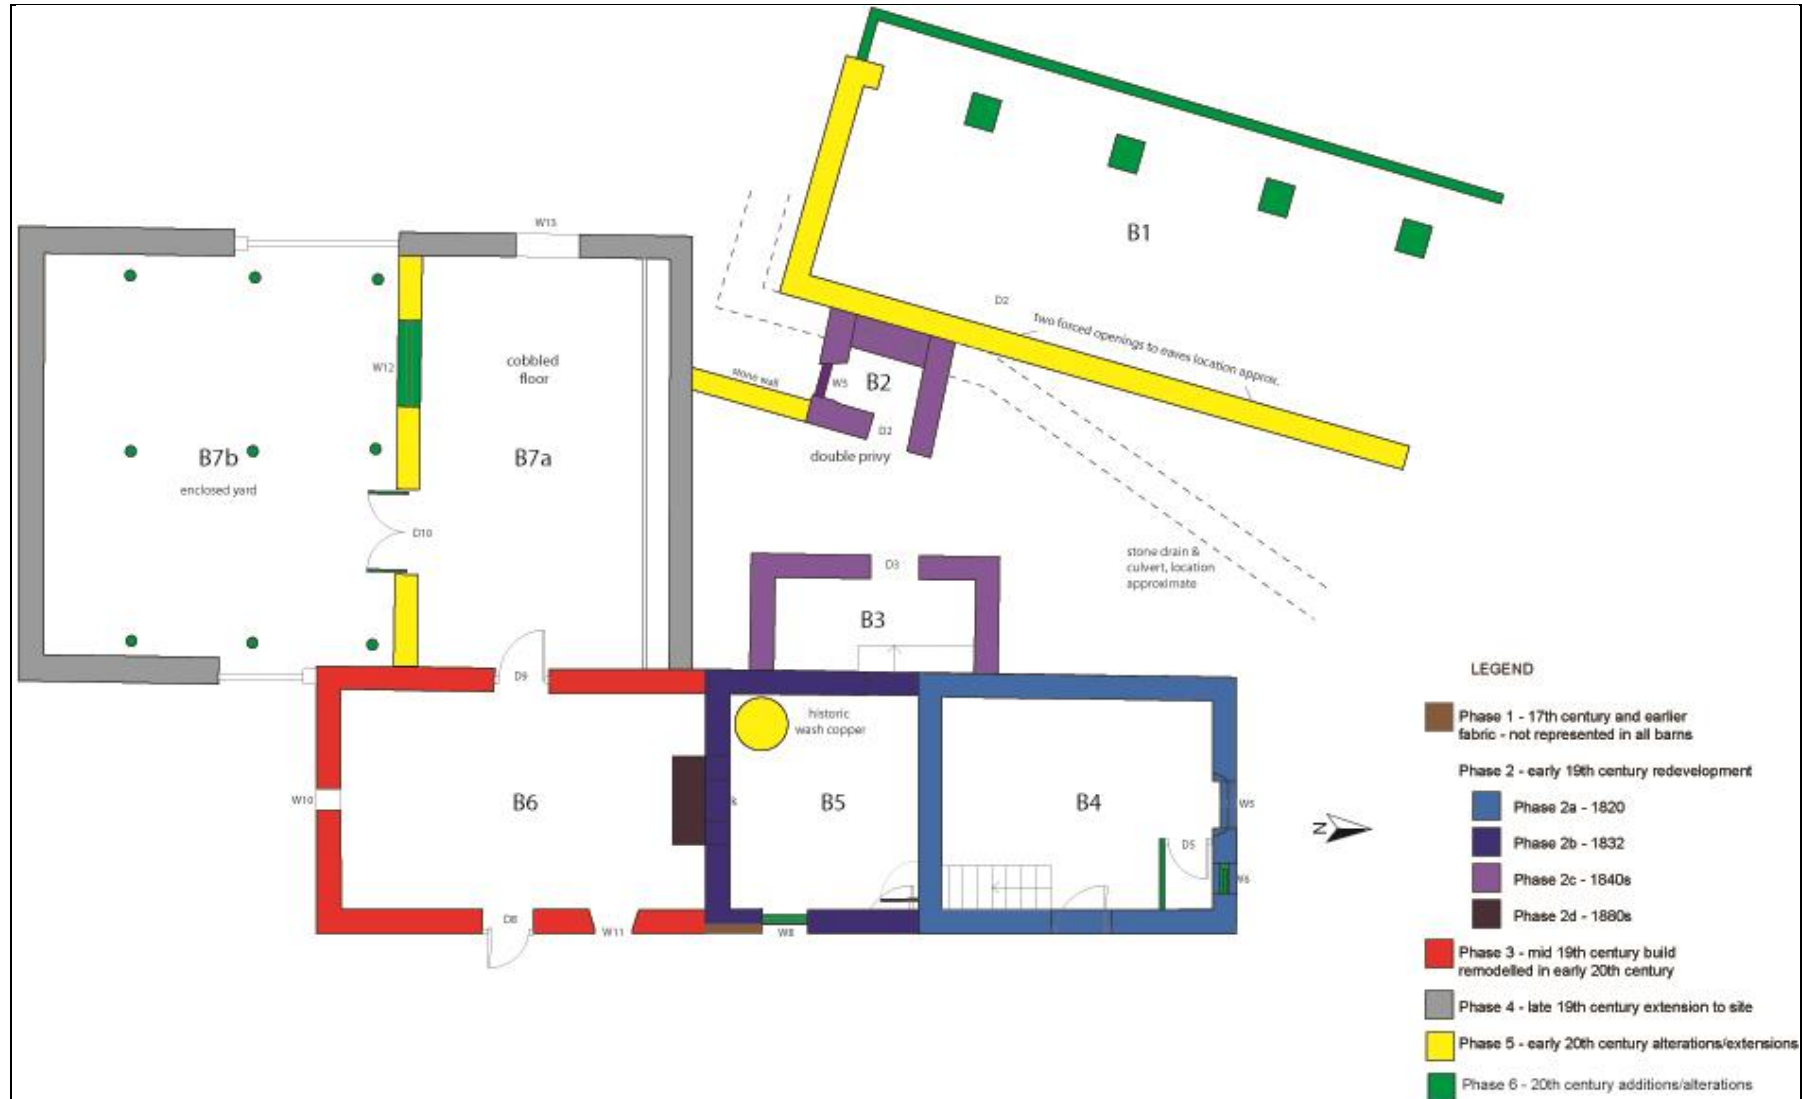 B1
D2
Two forced openings to eaves location approx.
W13
cobbled
floor
W12
stone wall
W5
B2
D2
double privy
B7b
enclosed yard
B7a
D10
stone drain &
culvert, location
approximate
D3
B3
D9
historic
wash copper
W10
B6
B5
B4
W5
D5
W6
D8
W11
W8
N
LEGEND
Phase 1 - 17th century and earlier
fabric - not represented in all barns
Phase 2 - early 19th century redevelopment
Phase 2a - 1820
Phase 2b - 1832
Phase 2c - 1840s
Phase 2d - 1880s
Phase 3 - mid 19th century build
remodelled in early 20th century
Phase 4 - late 19th century extension to site
Phase 5 - early 20th century alterations/extensions
Phase 6 - 20th century additions/alterations